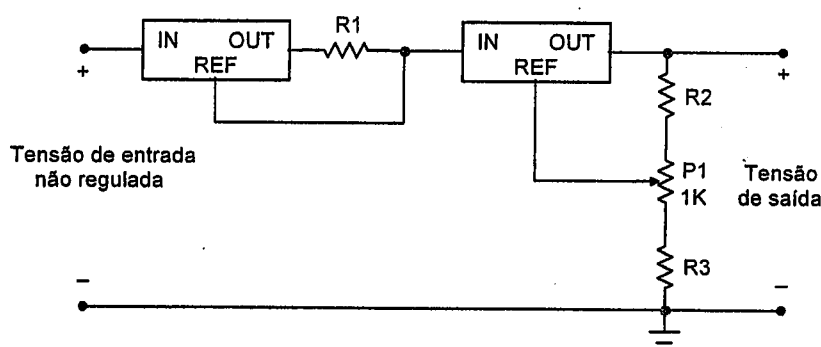 R1
IN OUT
REF
IN OUT
REF
+
+
R2
Tensão de entrada
não regulada
P1
1K
Tensão
de saída
R3
−
−